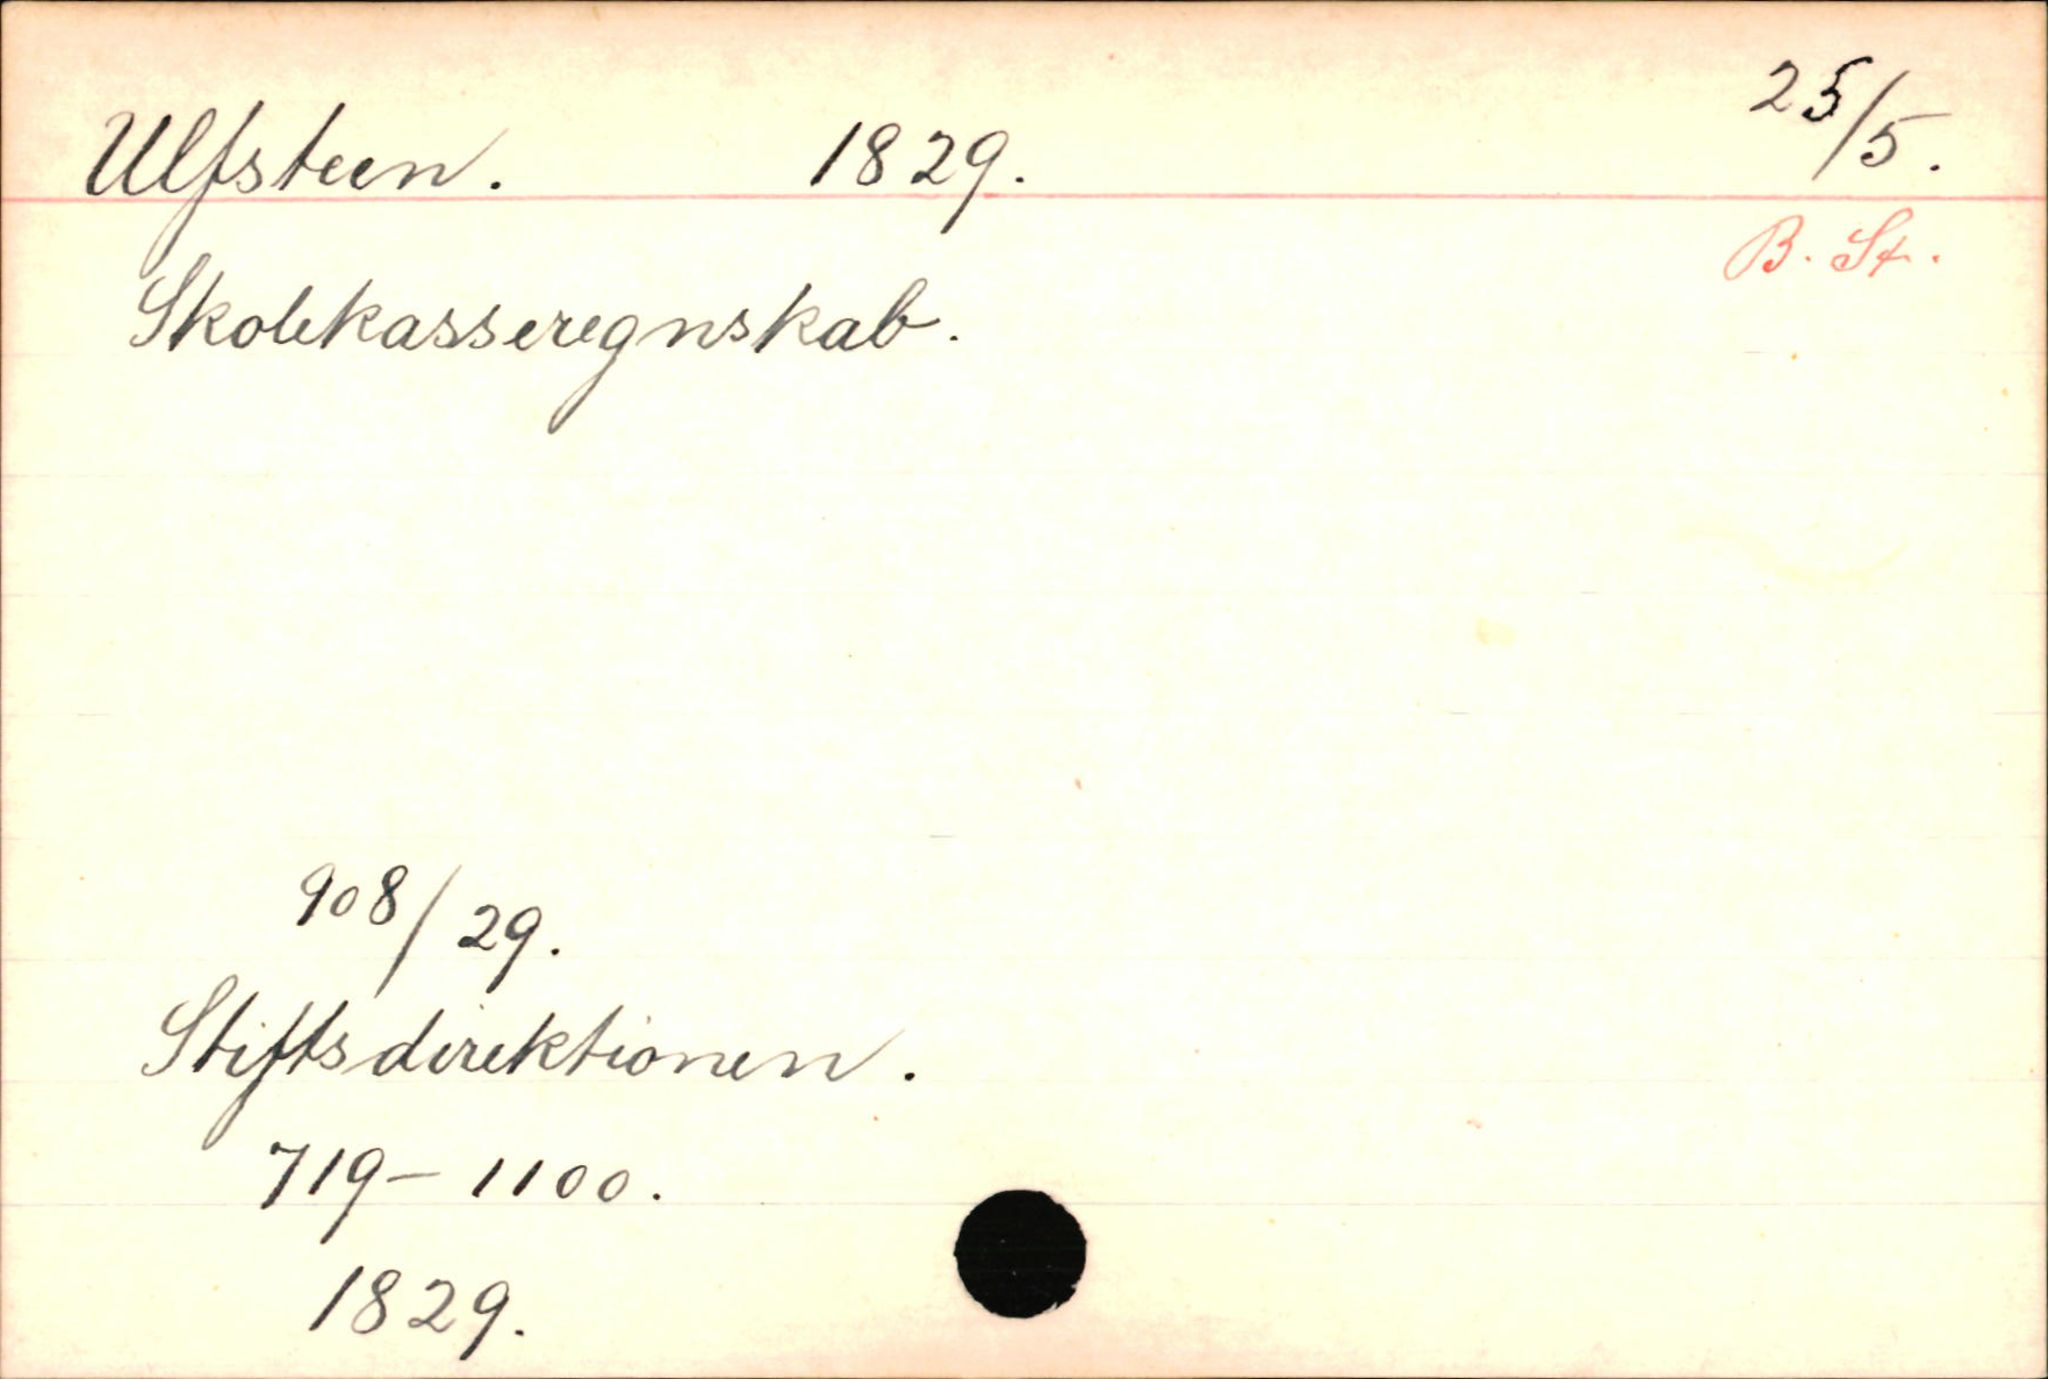 Ulfsteen. 1829. 25/5.
B. St.
Skolekasseregnskab.
908/29.
Stiftsdirektionen.
719-1100.
1829.